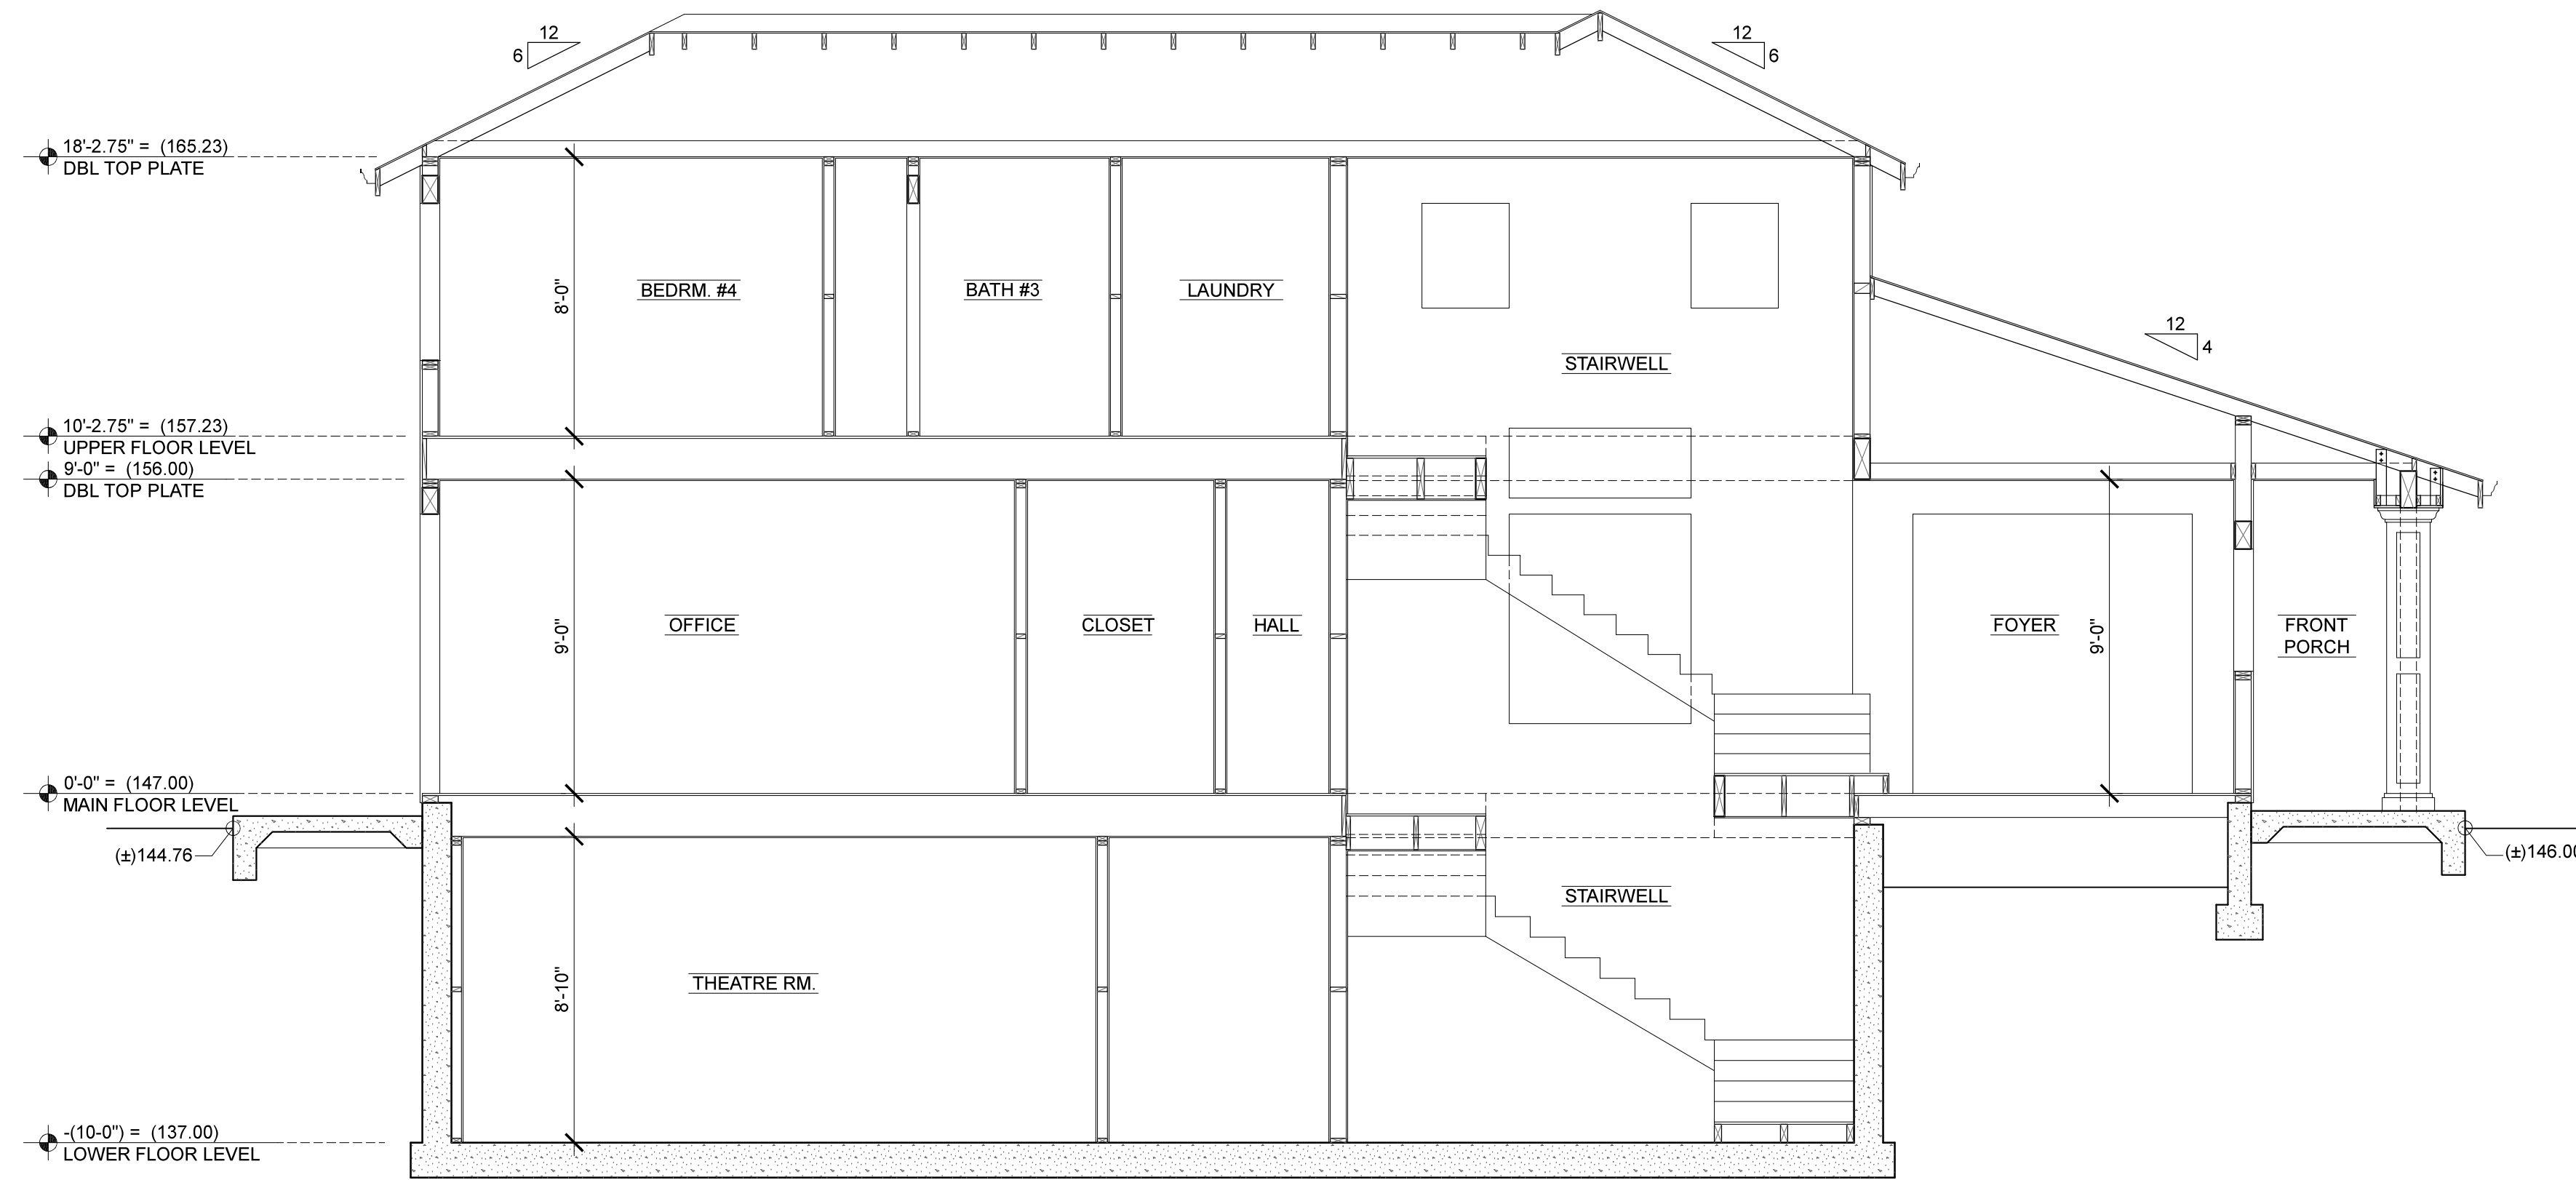 12
6
12
6
18'-2.75" = (165.23)
DBL TOP PLATE
8'-0"
BEDRM. #4
BATH #3
LAUNDRY
STAIRWELL
12
4
10'-2.75" = (157.23)
UPPER FLOOR LEVEL
9'-0" = (156.00)
DBL TOP PLATE
9'-0"
OFFICE
CLOSET
HALL
FOYER
9'-0"
FRONT
PORCH
0'-0" = (147.00)
MAIN FLOOR LEVEL
(±)144.76
(±)146.00
STAIRWELL
8'-10"
THEATRE RM.
-(10-0") = (137.00)
LOWER FLOOR LEVEL